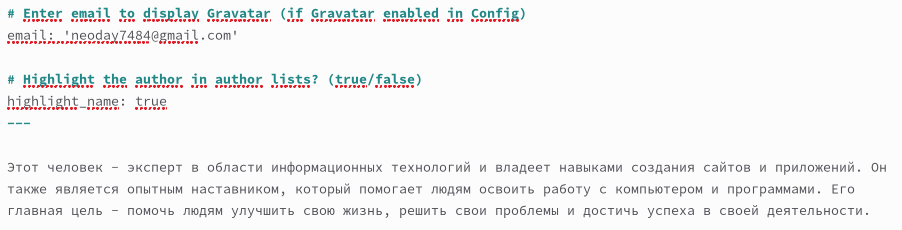 # Enter email to display Gravatar (if Gravatar enabled in Config)
email: 'neoday7484@gmail.com'
# Highlight the author in author lists? (true/false)
highlight_name: true
---
Этот человек - эксперт в области информационных технологий и владеет навыками создания сайтов и приложений. Он
также является опытным наставником, который помогает людям освоить работу с компьютером и программами. Его
главная цель - помочь людям улучшить свою жизнь, решить свои проблемы и достичь успеха в своей деятельности.